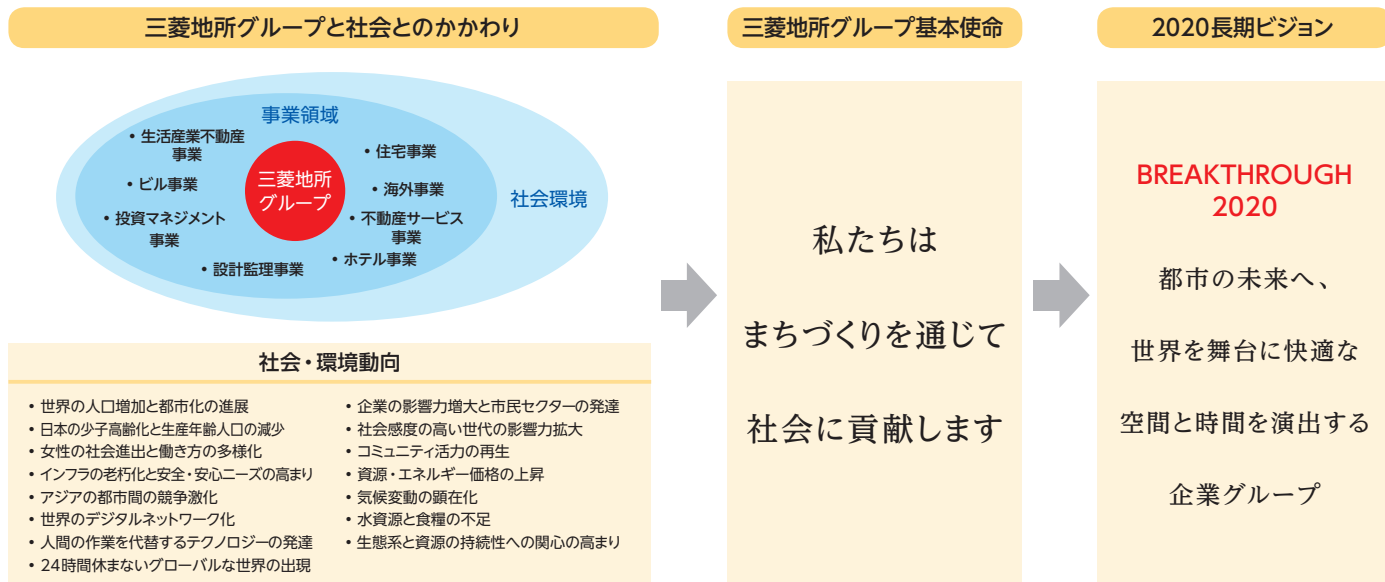 三菱地所グループと社会とのかかわり
事業領域
• 生活産業不動産
事業
• ビル事業
• 投資マネジメント
事業
• 設計監理事業
三菱地所
グループ
• 住宅事業
• 海外事業
• 不動産サービス
事業
• ホテル事業
社会環境
社会・環境動向
• 世界の人口増加と都市化の進展
• 日本の少子高齢化と生産年齢人口の減少
• 女性の社会進出と働き方の多様化
• インフラの老朽化と安全・安心ニーズの高まり
• アジアの都市間の競争激化
• 世界のデジタルネットワーク化
• 人間の作業を代替するテクノロジーの発達
• 24時間休まないグローバルな世界の出現
• 企業の影響力増大と市民セクターの発達
• 社会感度の高い世代の影響力拡大
• コミュニティ活力の再生
• 資源・エネルギー価格の上昇
• 気候変動の顕在化
• 水資源と食糧の不足
• 生態系と資源の持続性への関心の高まり
三菱地所グループ基本使命
私たちは
まちづくりを通じて
社会に貢献します
2020長期ビジョン
BREAKTHROUGH
2020
都市の未来へ、
世界を舞台に快適な
空間と時間を演出する
企業グループ